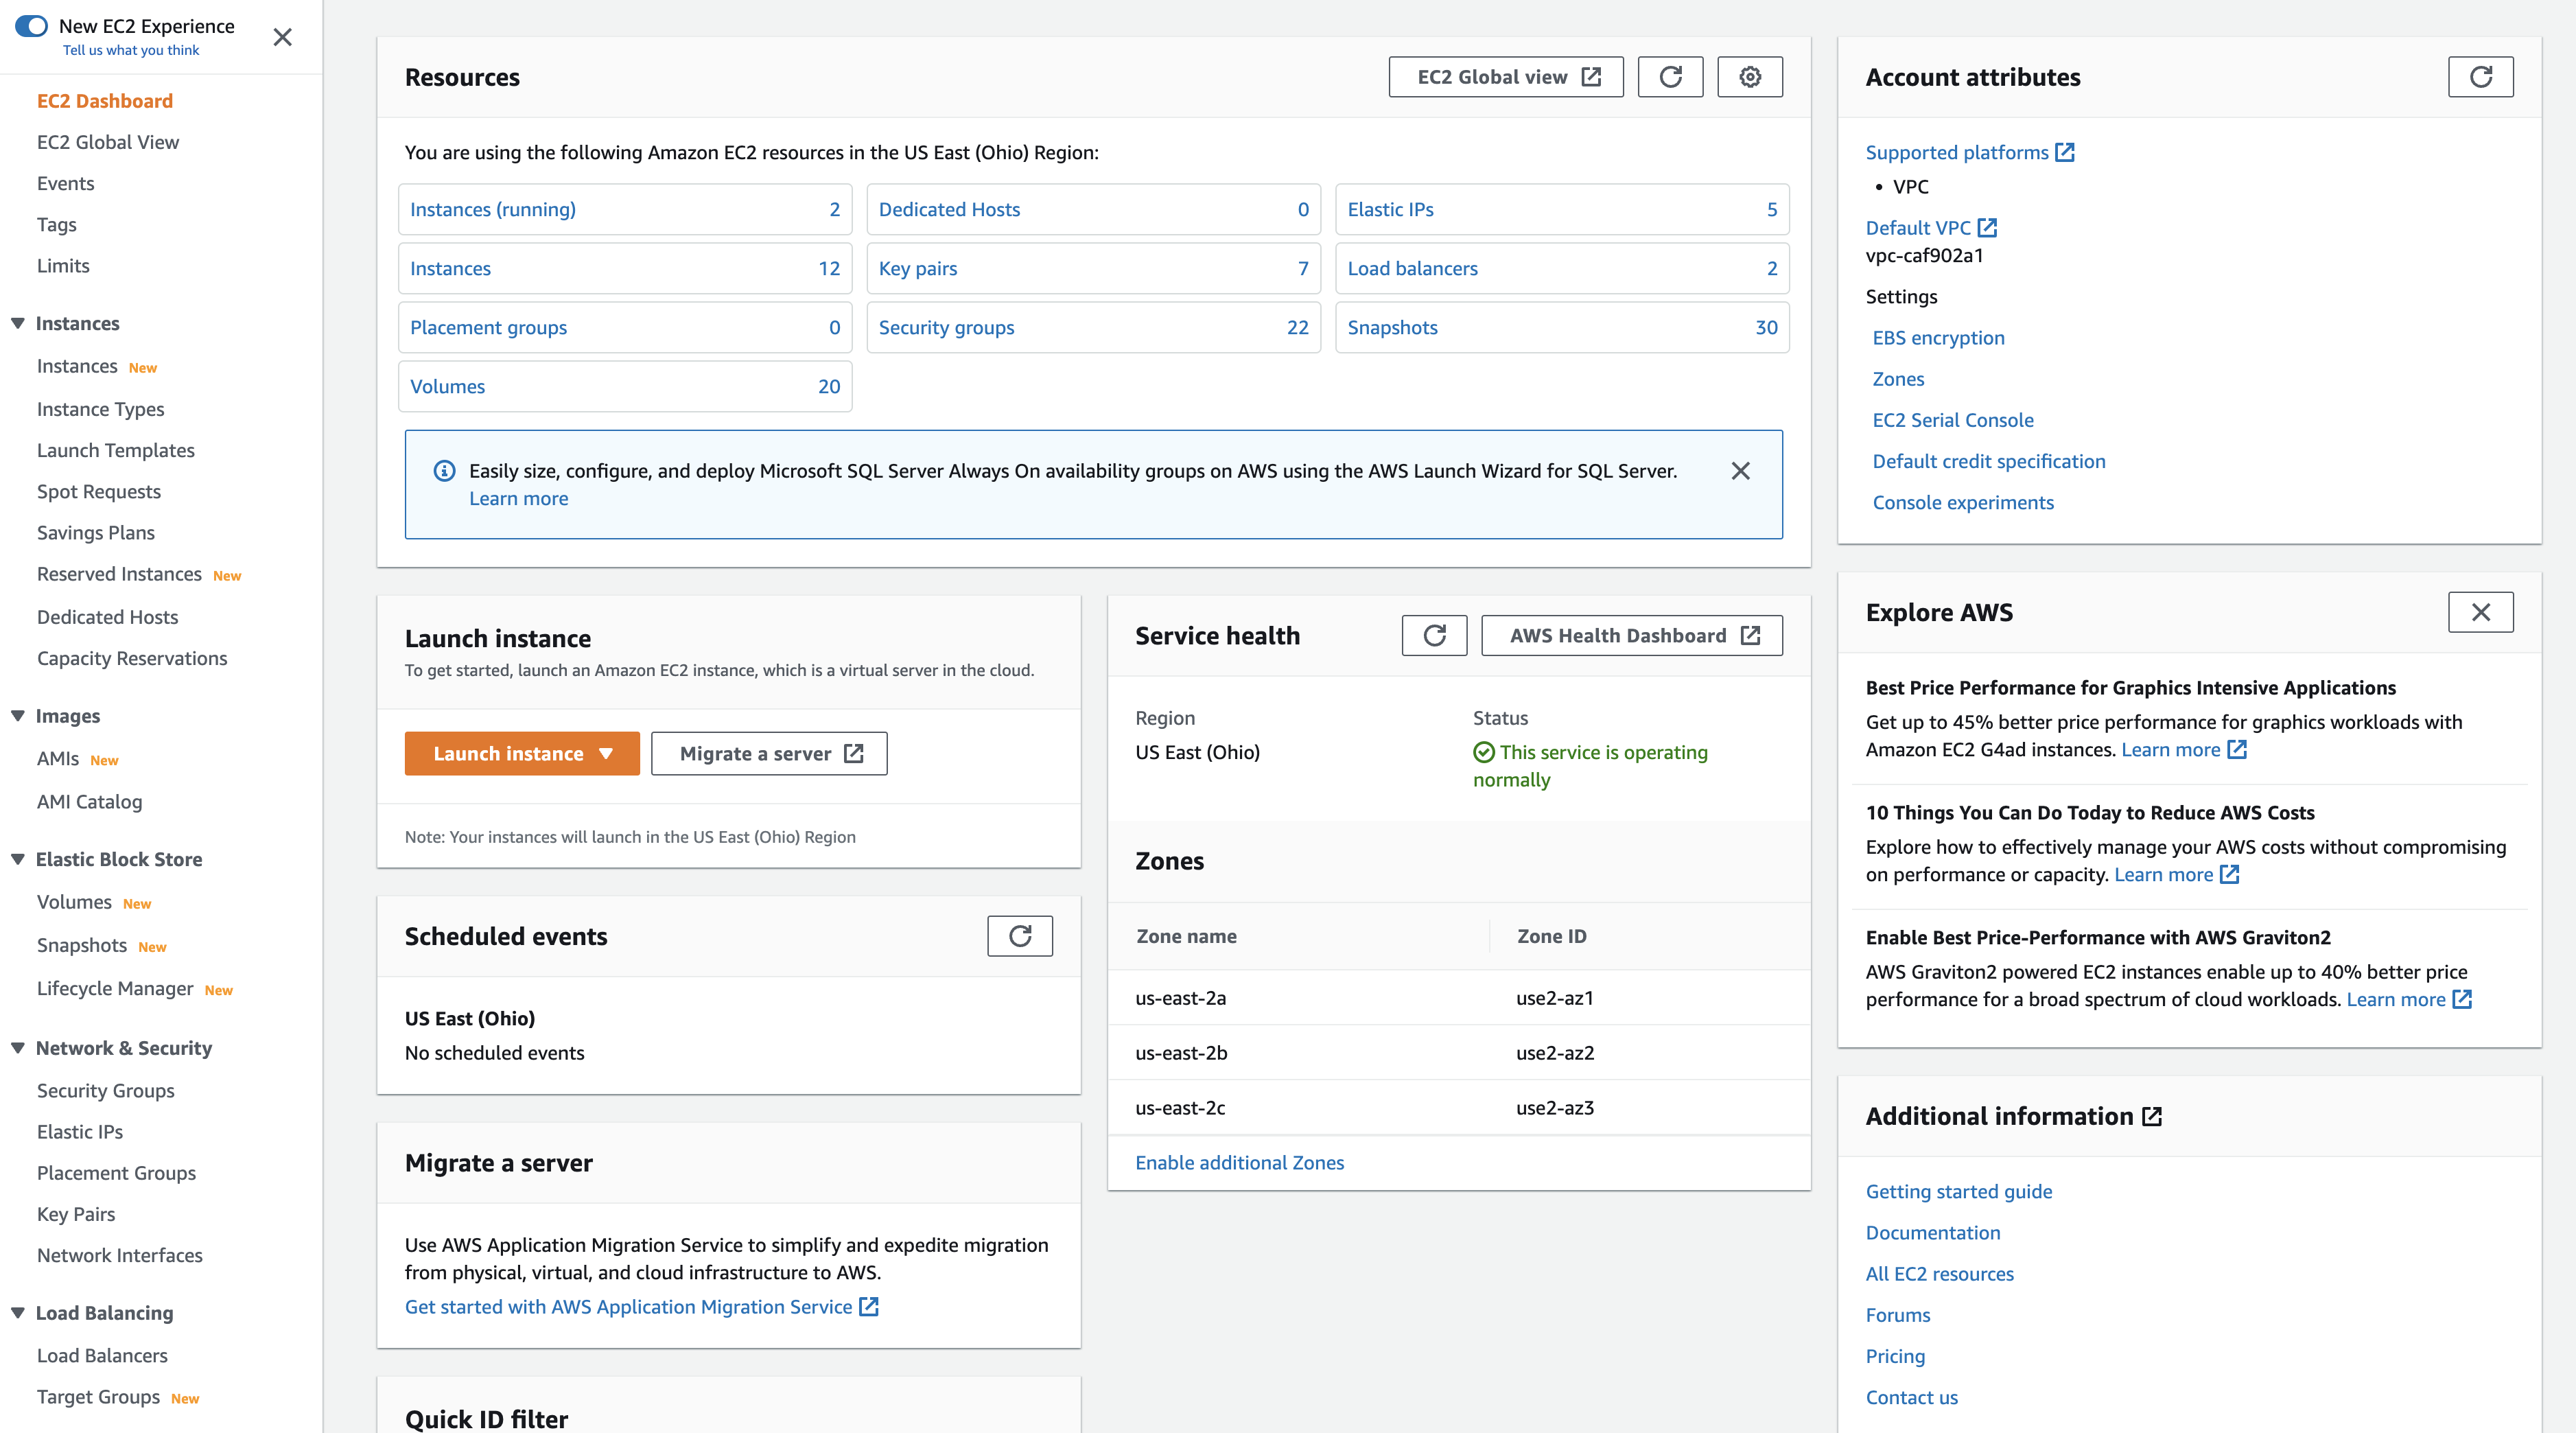 New EC2 Experience
Tell us what you think
EC2 Dashboard
EC2 Global View
Events
Tags
Limits
Instances
Instances New
Instance Types
Launch Templates
Spot Requests
Savings Plans
Reserved Instances New
Dedicated Hosts
Capacity Reservations
Images
AMIs New
AMI Catalog
Elastic Block Store
Volumes New
Snapshots New
Lifecycle Manager New
Network & Security
Security Groups
Elastic IPs
Placement Groups
Key Pairs
Network Interfaces
Load Balancing
Load Balancers
Target Groups New
Resources
EC2 Global view
You are using the following Amazon EC2 resources in the US East (Ohio) Region:
Instances (running) 2
Dedicated Hosts 0
Elastic IPs 5
Instances 12
Key pairs 7
Load balancers 2
Placement groups 0
Security groups 22
Snapshots 30
Volumes 20
Easily size, configure, and deploy Microsoft SQL Server Always On availability groups on AWS using the AWS Launch Wizard for SQL Server.
Learn more
Launch instance
To get started, launch an Amazon EC2 instance, which is a virtual server in the cloud.
Launch instance
Migrate a server
Note: Your instances will launch in the US East (Ohio) Region
Scheduled events
US East (Ohio)
No scheduled events
Migrate a server
Use AWS Application Migration Service to simplify and expedite migration
from physical, virtual, and cloud infrastructure to AWS.
Get started with AWS Application Migration Service
Quick ID filter
Service health
AWS Health Dashboard
Region
US East (Ohio)
Status
This service is operating
normally
Zones
Zone name Zone ID
us-east-2a use2-az1
us-east-2b use2-az2
us-east-2c use2-az3
Enable additional Zones
Account attributes
Supported platforms
• VPC
Default VPC
vpc-caf902a1
Settings
EBS encryption
Zones
EC2 Serial Console
Default credit specification
Console experiments
Explore AWS
Best Price Performance for Graphics Intensive Applications
Get up to 45% better price performance for graphics workloads with
Amazon EC2 G4ad instances. Learn more
10 Things You Can Do Today to Reduce AWS Costs
Explore how to effectively manage your AWS costs without compromising
on performance or capacity. Learn more
Enable Best Price-Performance with AWS Graviton2
AWS Graviton2 powered EC2 instances enable up to 40% better price
performance for a broad spectrum of cloud workloads. Learn more
Additional information
Getting started guide
Documentation
All EC2 resources
Forums
Pricing
Contact us